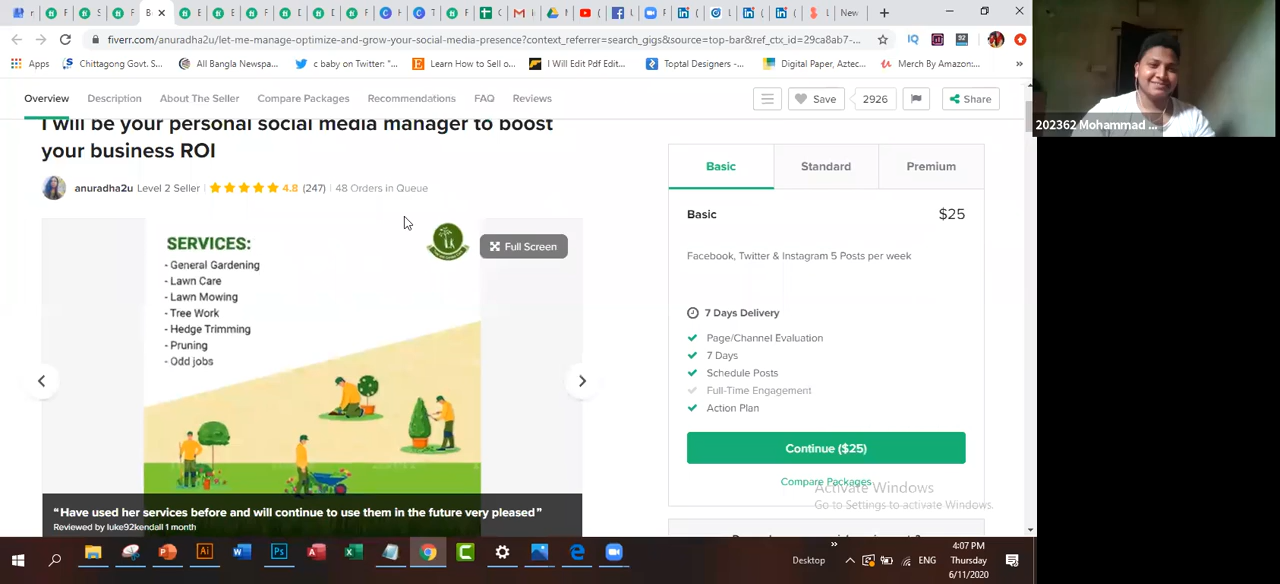 New
fiverr.com/anuradha2u/let-me-manage-optimize-and-grow-your-social-media-presence?context_referrer=search_gigs&source=top-bar&ref_ctx_id=29ca8ab7-...
Apps
Chittagong Govt. S...
All Bangla Newspa...
c baby on Twitter: "...
Learn How to Sell o...
I Will Edit Pdf Edit...
Toptal Designers -...
Digital Paper, Aztec...
Merch By Amazon:...
»
Overview
Description
About The Seller
Compare Packages
Recommendations
FAQ
Reviews
Save
2926
Share
202362 Mohammad ...
I will be your personal social media manager to boost
your business ROI
anuradha2u Level 2 Seller
4.8 (247)
48 Orders in Queue
SERVICES:
- General Gardening
- Lawn Care
- Lawn Mowing
- Tree Work
- Hedge Trimming
- Pruning
- Odd jobs
Full Screen
"Have used her services before and will continue to use them in the future very pleased"
Reviewed by luke92kendall 1 month
Basic
Standard
Premium
Basic
$25
Facebook, Twitter & Instagram 5 Posts per week
7 Days Delivery
Page/Channel Evaluation
7 Days
Schedule Posts
Full-Time Engagement
Action Plan
Continue ($25)
Compare Packages
Activate Windows
Go to Settings to activate Windows.
Desktop
»
ENG
4:07 PM
Thursday
6/11/2020